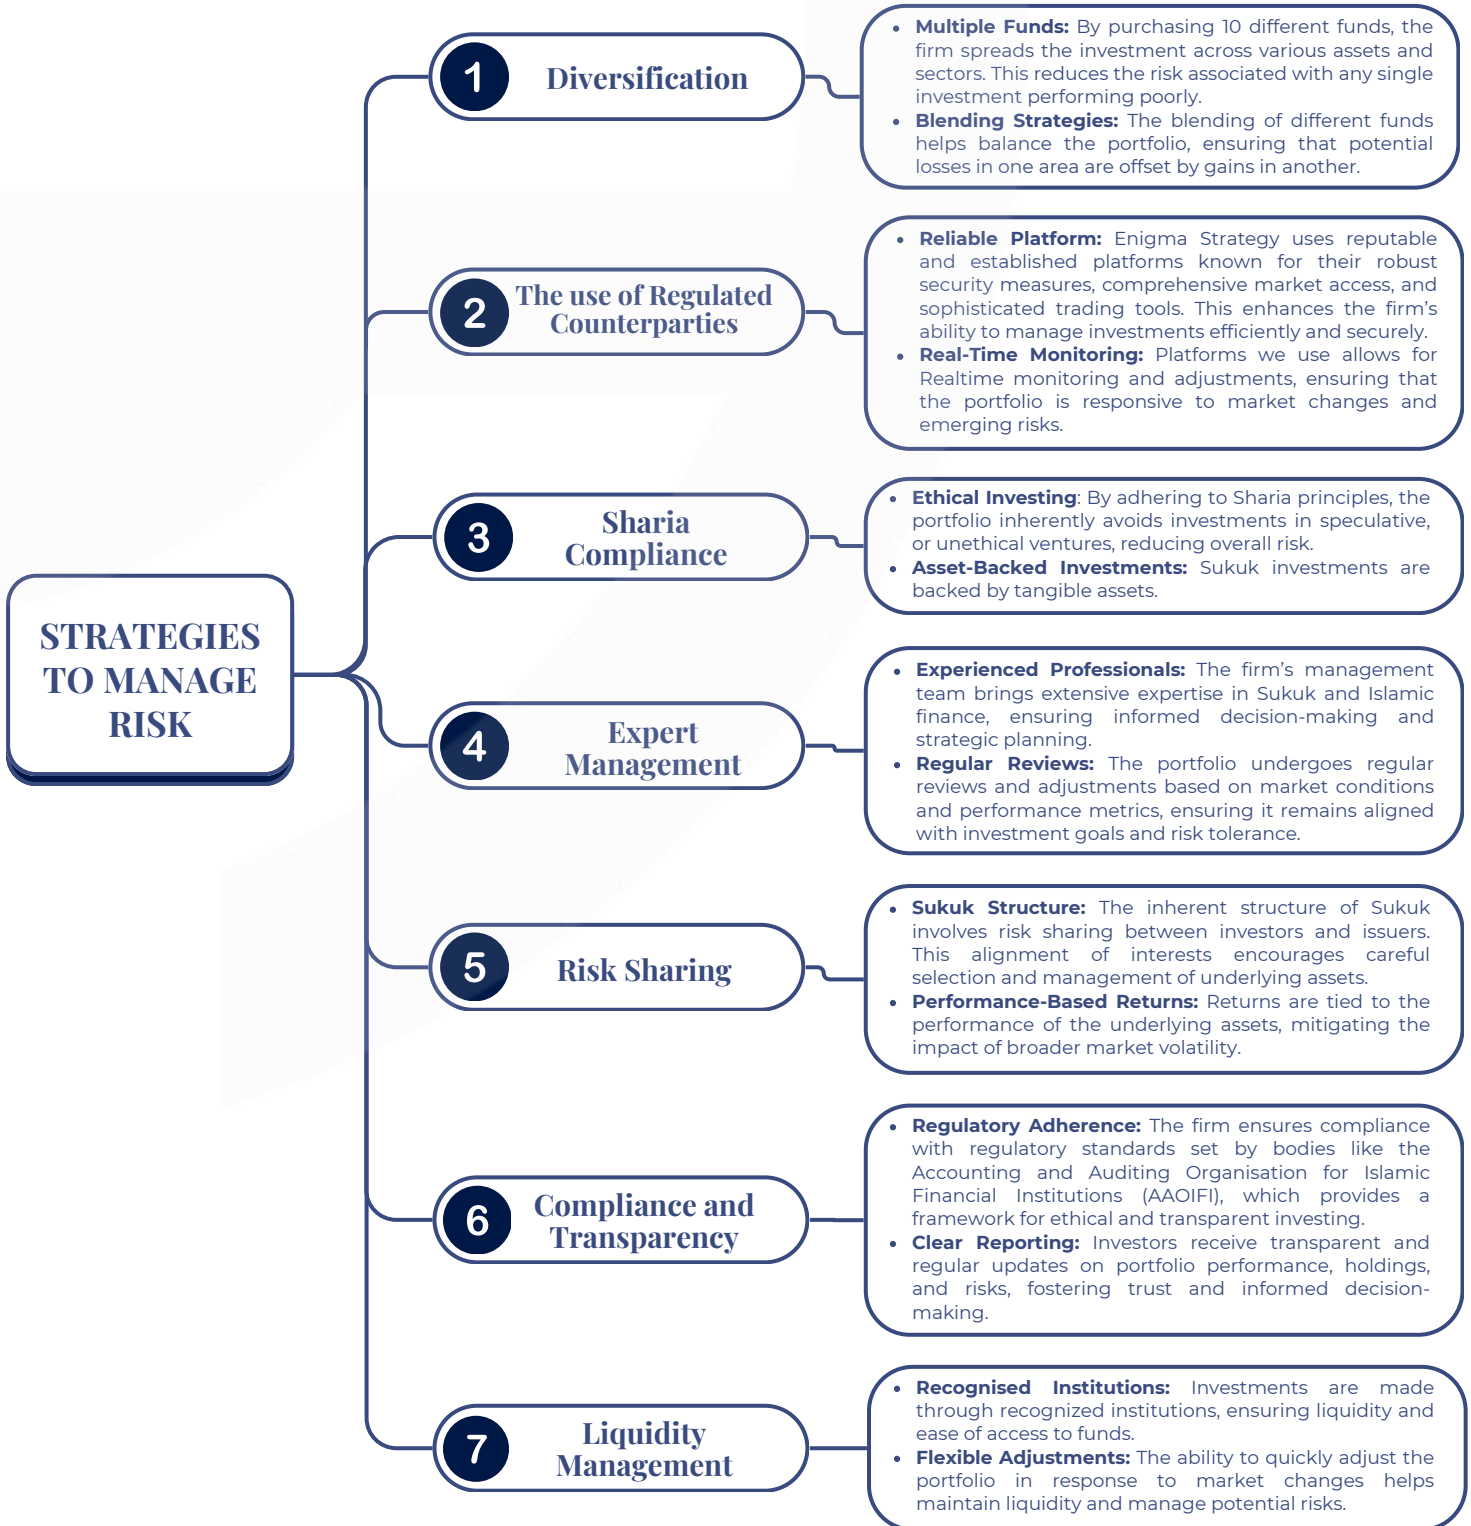 STRATEGIES
TO MANAGE
RISK
1
Diversification
• Multiple Funds: By purchasing 10 different funds, the
firm spreads the investment across various assets and
sectors. This reduces the risk associated with any single
investment performing poorly.
• Blending Strategies: The blending of different funds
helps balance the portfolio, ensuring that potential
losses in one area are offset by gains in another.
2
The use of Regulated
Counterparties
• Reliable Platform: Enigma Strategy uses reputable
and established platforms known for their robust
security measures, comprehensive market access, and
sophisticated trading tools. This enhances the firm's
ability to manage investments efficiently and securely.
• Real-Time Monitoring: Platforms we use allows for
Realtime monitoring and adjustments, ensuring that
the portfolio is responsive to market changes and
emerging risks.
3
Sharia
Compliance
• Ethical Investing: By adhering to Sharia principles, the
portfolio inherently avoids investments in speculative,
or unethical ventures, reducing overall risk.
• Asset-Backed Investments: Sukuk investments are
backed by tangible assets.
4
Expert
Management
• Experienced Professionals: The firm's management
team brings extensive expertise in Sukuk and Islamic
finance, ensuring informed decision-making and
strategic planning.
• Regular Reviews: The portfolio undergoes regular
reviews and adjustments based on market conditions
and performance metrics, ensuring it remains aligned
with investment goals and risk tolerance.
5
Risk Sharing
• Sukuk Structure: The inherent structure of Sukuk
involves risk sharing between investors and issuers.
This alignment of interests encourages careful
selection and management of underlying assets.
• Performance-Based Returns: Returns are tied to the
performance of the underlying assets, mitigating the
impact of broader market volatility.
6
Compliance and
Transparency
• Regulatory Adherence: The firm ensures compliance
with regulatory standards set by bodies like the
Accounting and Auditing Organisation for Islamic
Financial Institutions (AAOIFI), which provides a
framework for ethical and transparent investing.
• Clear Reporting: Investors receive transparent and
regular updates on portfolio performance, holdings,
and risks, fostering trust and informed decision-
making.
7
Liquidity
Management
• Recognised Institutions: Investments are made
through recognized institutions, ensuring liquidity and
ease of access to funds.
• Flexible Adjustments: The ability to quickly adjust the
portfolio in response to market changes helps
maintain liquidity and manage potential risks.